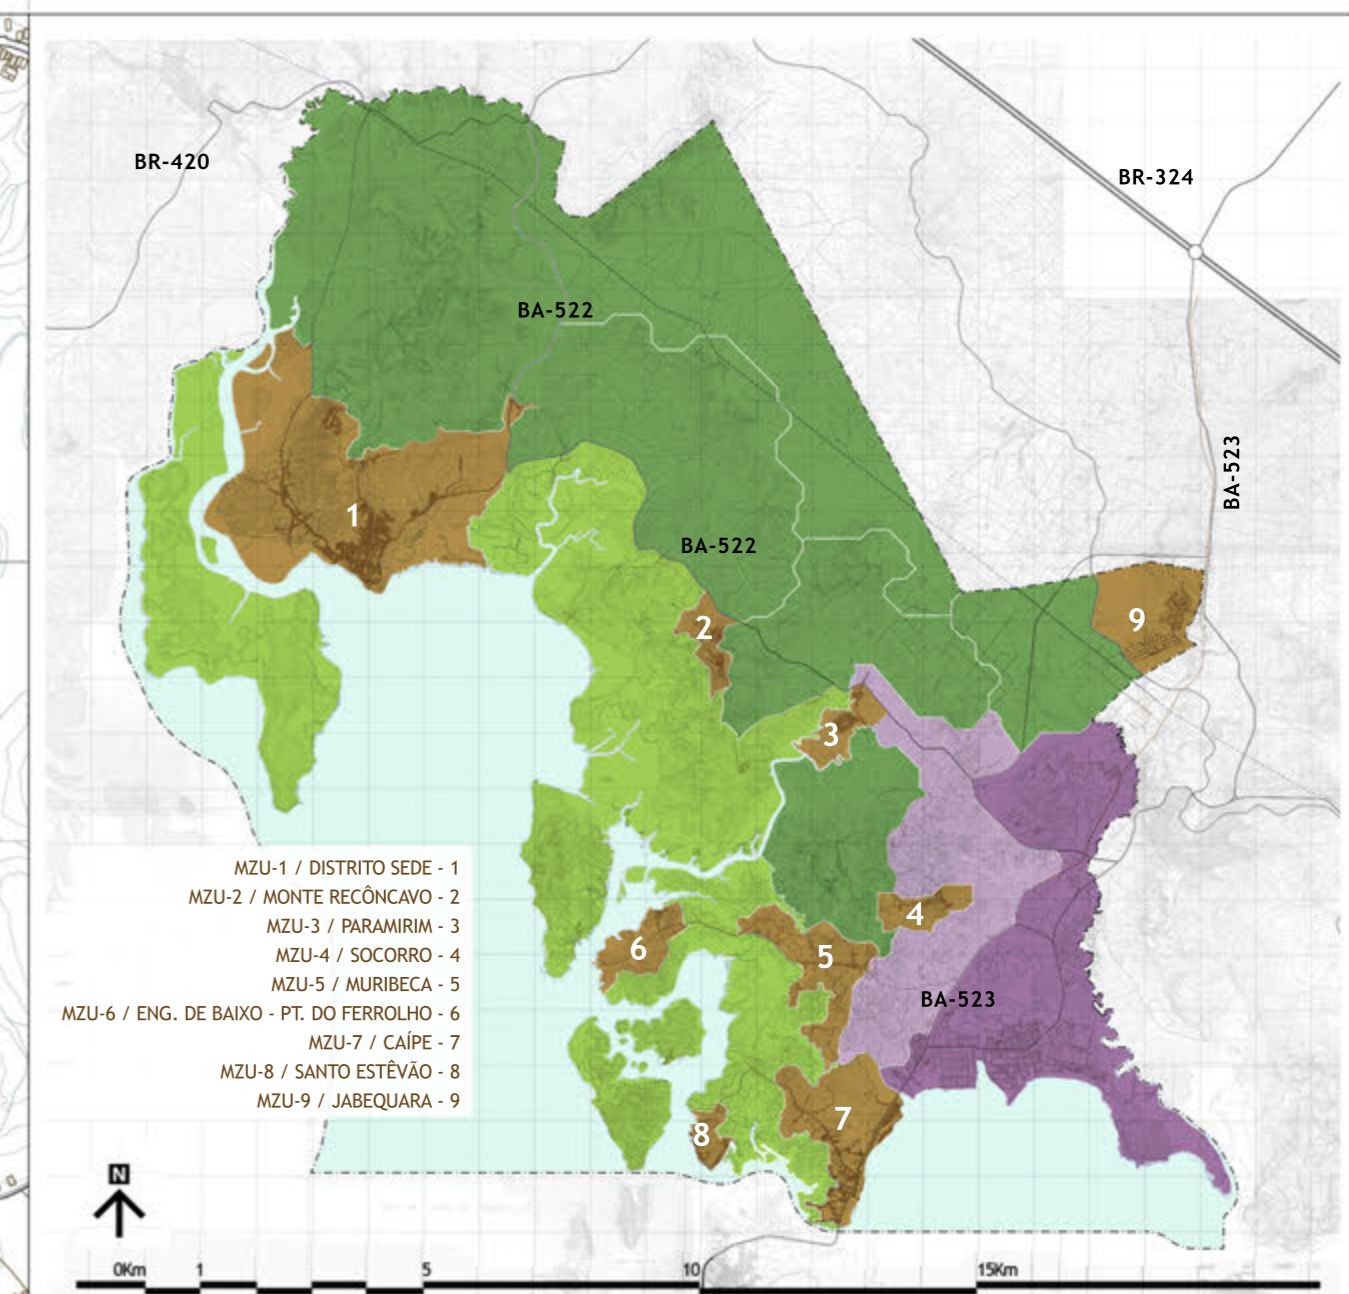 BR-420
BR-324
BA-522
BA-523
1
BA-522
2
9
3
MZU-1 / DISTRITO SEDE - 1
MZU-2 / MONTE RECÔNCAVO - 2
MZU-3 / PARAMIRIM - 3
MZU-4 / SOCORRO - 4
MZU-5 / MURIBECA - 5
MZU-6 / ENG. DE BAIXO - PT. DO FERROLHO - 6
MZU-7 / CAÍPE - 7
MZU-8 / SANTO ESTÊVÃO - 8
MZU-9 / JABEQUARA - 9
4
6
5
BA-523
7
8
N
0Km 1 5 10 15Km